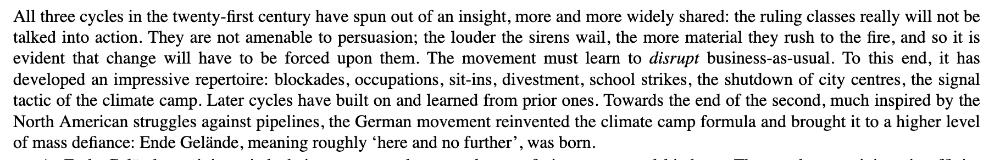 All three cycles in the twenty-first century have spun out of an insight, more and more widely shared: the ruling classes really will not be
talked into action. They are not amenable to persuasion; the louder the sirens wail, the more material they rush to the fire, and so it is
evident that change will have to be forced upon them. The movement must learn to disrupt business-as-usual. To this end, it has
developed an impressive repertoire: blockades, occupations, sit-ins, divestment, school strikes, the shutdown of city centres, the signal
tactic of the climate camp. Later cycles have built on and learned from prior ones. Towards the end of the second, much inspired by the
North American struggles against pipelines, the German movement reinvented the climate camp formula and brought it to a higher level
of mass defiance: Ende Gelände, meaning roughly ‘here and no further’, was born.